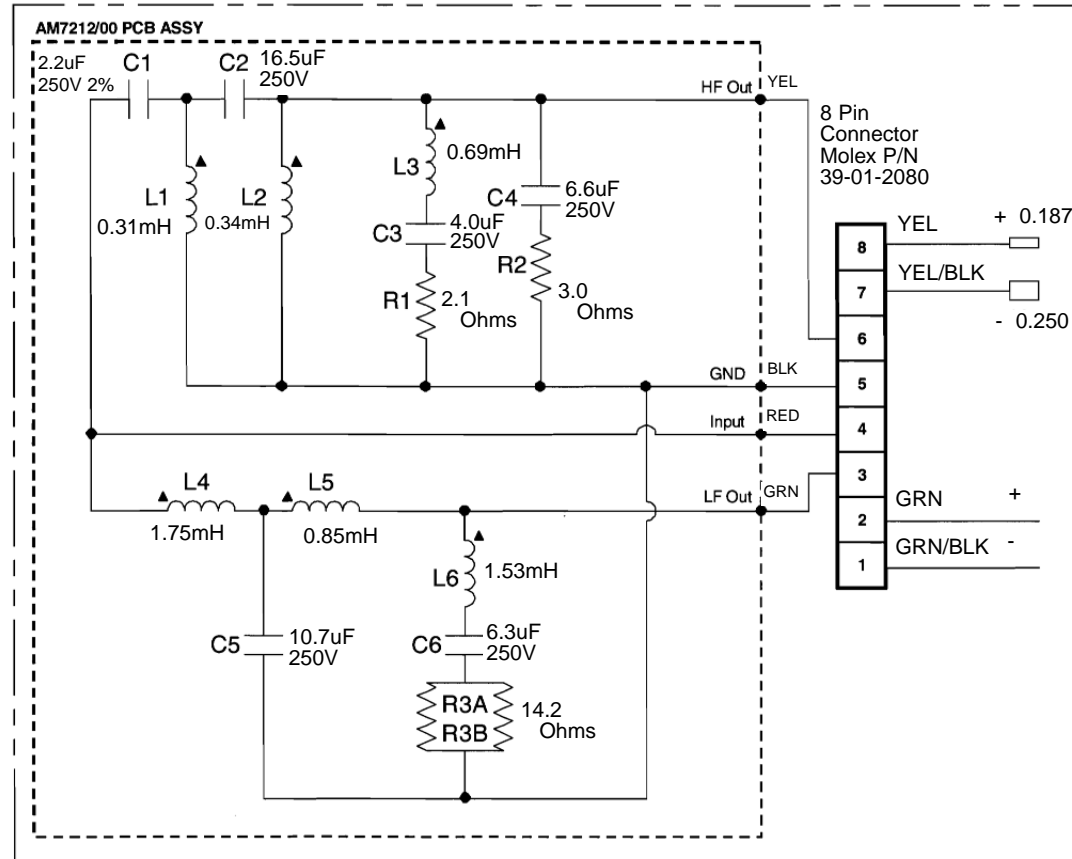 AM7212/00 PCB ASSY
2.2uF
250V 2%
C1
C2
16.5uF
250V
HF Out
YEL
8 Pin
Connector
Molex P/N
39-01-2080
L1
0.31mH
L2
0.34mH
L3
0.69mH
C3
4.0uF
250V
R1
2.1
Ohms
C4
6.6uF
250V
R2
3.0
Ohms
GND
BLK
Input
RED
LF Out
GRN
8
7
6
5
4
3
2
1
YEL
+ 0.187
YEL/BLK
- 0.250
GRN
+
GRN/BLK
-
L4
1.75mH
L5
0.85mH
L6
1.53mH
C5
10.7uF
250V
C6
6.3uF
250V
R3A
R3B
14.2
Ohms